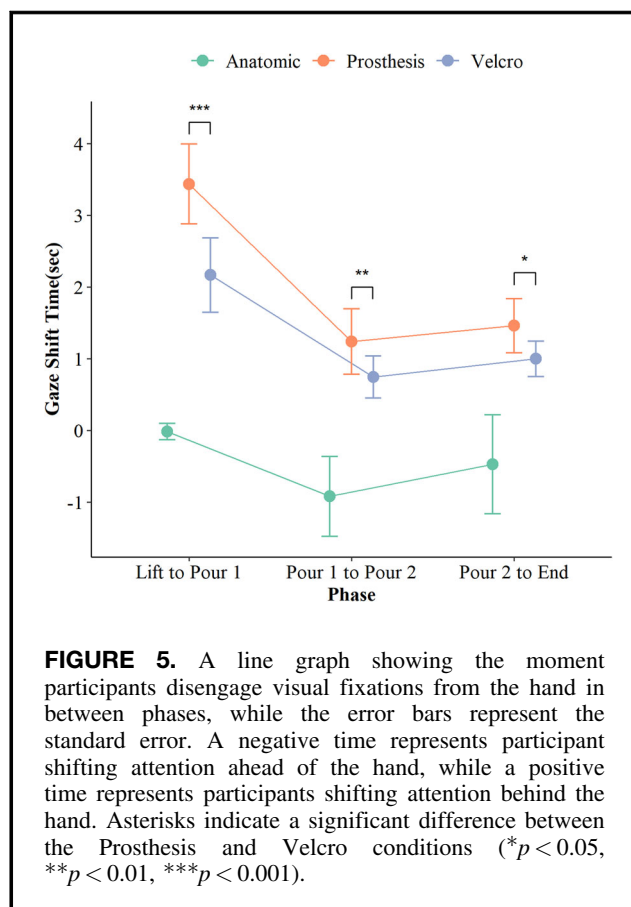 Anatomic Prosthesis Velcro
***
**
*
4
3
2
1
0
-1
Gaze Shift Time(sec)
Lift to Pour 1 Pour 1 to Pour 2 Pour 2 to End
Phase
FIGURE 5. A line graph showing the moment
participants disengage visual fixations from the hand in
between phases, while the error bars represent the
standard error. A negative time represents participant
shifting attention ahead of the hand, while a positive
time represents participants shifting attention behind the
hand. Asterisks indicate a significant difference between
the Prosthesis and Velcro conditions (*p < 0.05,
**p < 0.01, ***p < 0.001).